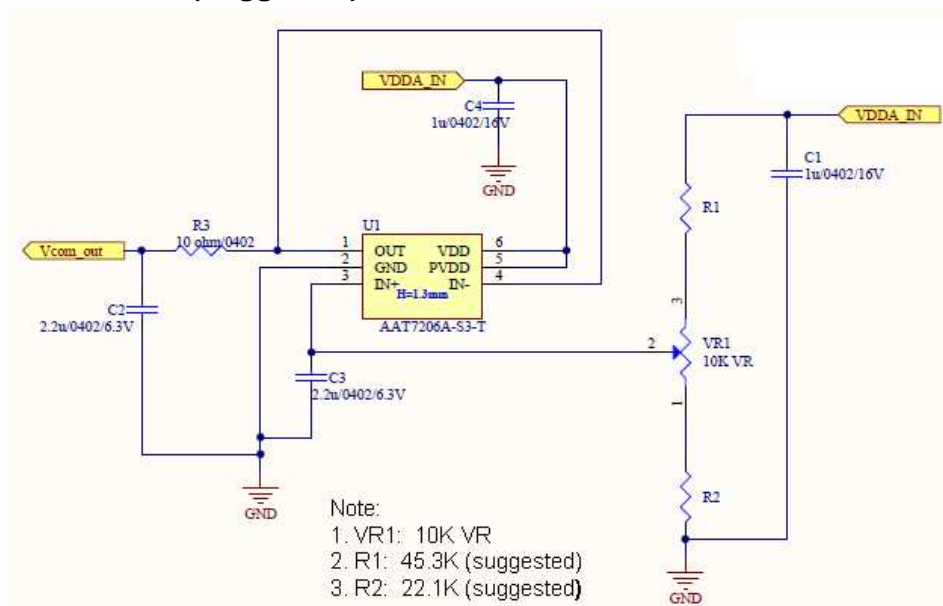 VDDA_IN
C4
1u/0402/16V
GND
VDDA_IN
C1
1u/0402/16V
R1
R3
10 ohm/0402
Vcom_out
U1
1 OUT VDD 6
2 GND PVDD 5
3 IN+ IN- 4
H=1.3mm
AAT7206A-S3-T
C2
2.2u/0402/6.3V
3
2
VR1
10K VR
1
C3
2.2u/0402/6.3V
R2
GND
GND
Note:
1. VR1: 10K VR
2. R1: 45.3K (suggested)
3. R2: 22.1K (suggested)